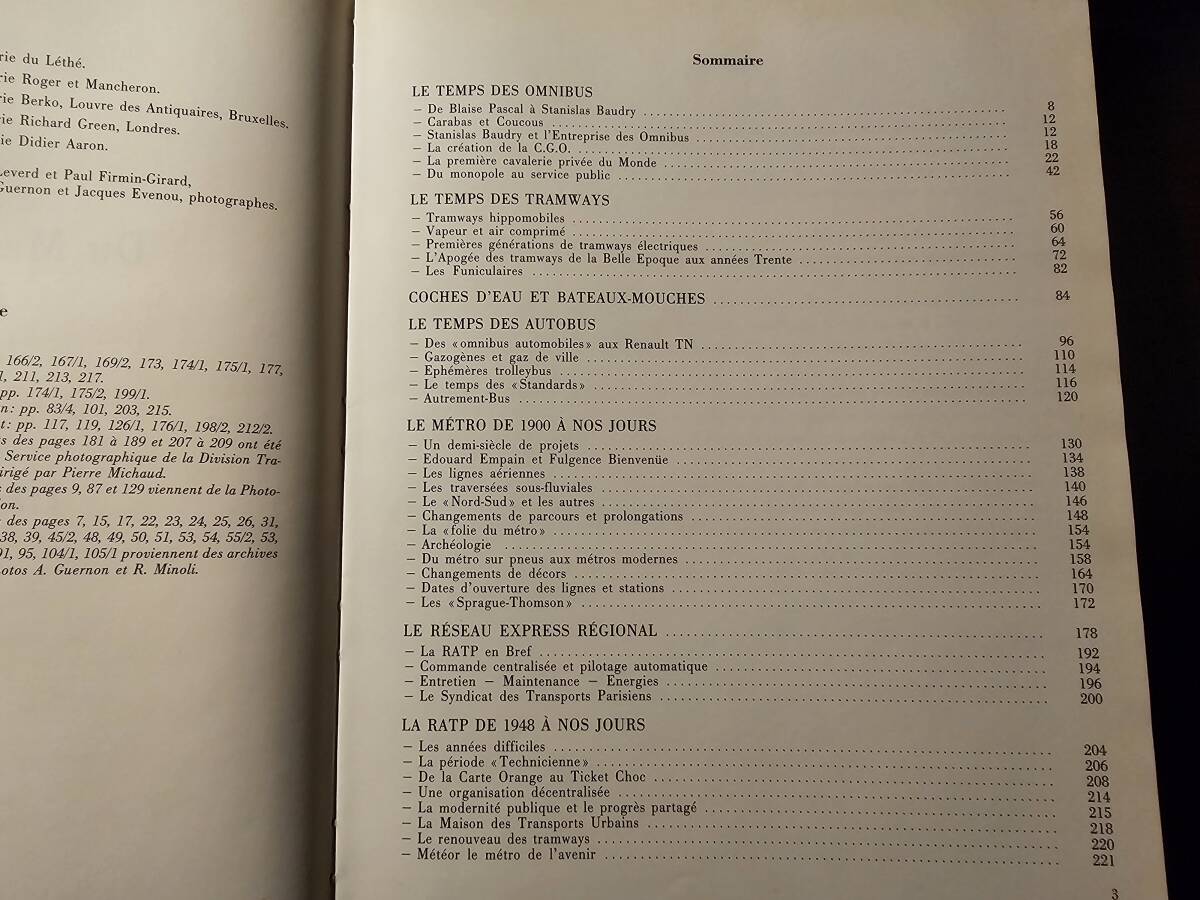 rie du Léthé.
rie Roger et Mancheron.
rie Berko, Louvre des Antiquaires, Bruxelles.
ie Richard Green, Londres.
ie Didier Aaron.
Leverd et Paul Firmin-Girard,
Guernon et Jacques Evenou, photographes.
e
166/2, 167/1, 169/2, 173, 174/1, 175/1, 177,
1, 211, 213, 217.
pp. 174/1, 175/2, 199/1.
n: pp. 83/4, 101, 203, 215.
t: pp. 117, 119, 126/1, 176/1, 198/2, 212/2.
s des pages 181 à 189 et 207 à 209 ont été
Service photographique de la Division Tra-
irigé par Pierre Michaud.
des pages 9, 87 et 129 viennent de la Photo-
ion.
des pages 7, 15, 17, 22, 23, 24, 25, 26, 31,
38, 39, 45/2, 48, 49, 50, 51, 53, 54, 55/2, 53,
91, 95, 104/1, 105/1 proviennent des archives
otos A. Guernon et R. Minoli.
Sommaire
LE TEMPS DES OMNIBUS
– De Blaise Pascal à Stanislas Baudry 8
– Carabas et Coucous 12
– Stanislas Baudry et l'Entreprise des Omnibus 12
– La création de la C.G.O. 18
– La première cavalerie privée du Monde 22
– Du monopole au service public 42
LE TEMPS DES TRAMWAYS
– Tramways hippomobiles 56
– Vapeur et air comprimé 60
– Premières générations de tramways électriques 64
– L'Apogée des tramways de la Belle Epoque aux années Trente 72
– Les Funiculaires 82
COCHES D'EAU ET BATEAUX-MOUCHES 84
LE TEMPS DES AUTOBUS
– Des «omnibus automobiles» aux Renault TN 96
– Gazogènes et gaz de ville 110
– Ephémères trolleybus 114
– Le temps des «Standards» 116
– Autrement-Bus 120
LE MÉTRO DE 1900 À NOS JOURS
– Un demi-siècle de projets 130
– Edouard Empain et Fulgence Bienvenüe 134
– Les lignes aériennes 138
– Les traversées sous-fluviales 140
– Le «Nord-Sud» et les autres 146
– Changements de parcours et prolongations 148
– La «folie du métro» 154
– Archéologie 154
– Du métro sur pneus aux métros modernes 158
– Changements de décors 164
– Dates d'ouverture des lignes et stations 170
– Les «Sprague-Thomson» 172
LE RÉSEAU EXPRESS RÉGIONAL 178
– La RATP en Bref 192
– Commande centralisée et pilotage automatique 194
– Entretien – Maintenance – Energies 196
– Le Syndicat des Transports Parisiens 200
LA RATP DE 1948 À NOS JOURS
– Les années difficiles 204
– La période «Technicienne» 206
– De la Carte Orange au Ticket Choc 208
– Une organisation décentralisée 214
– La modernité publique et le progrès partagé 215
– La Maison des Transports Urbains 218
– Le renouveau des tramways 220
– Météor le métro de l'avenir 221
3